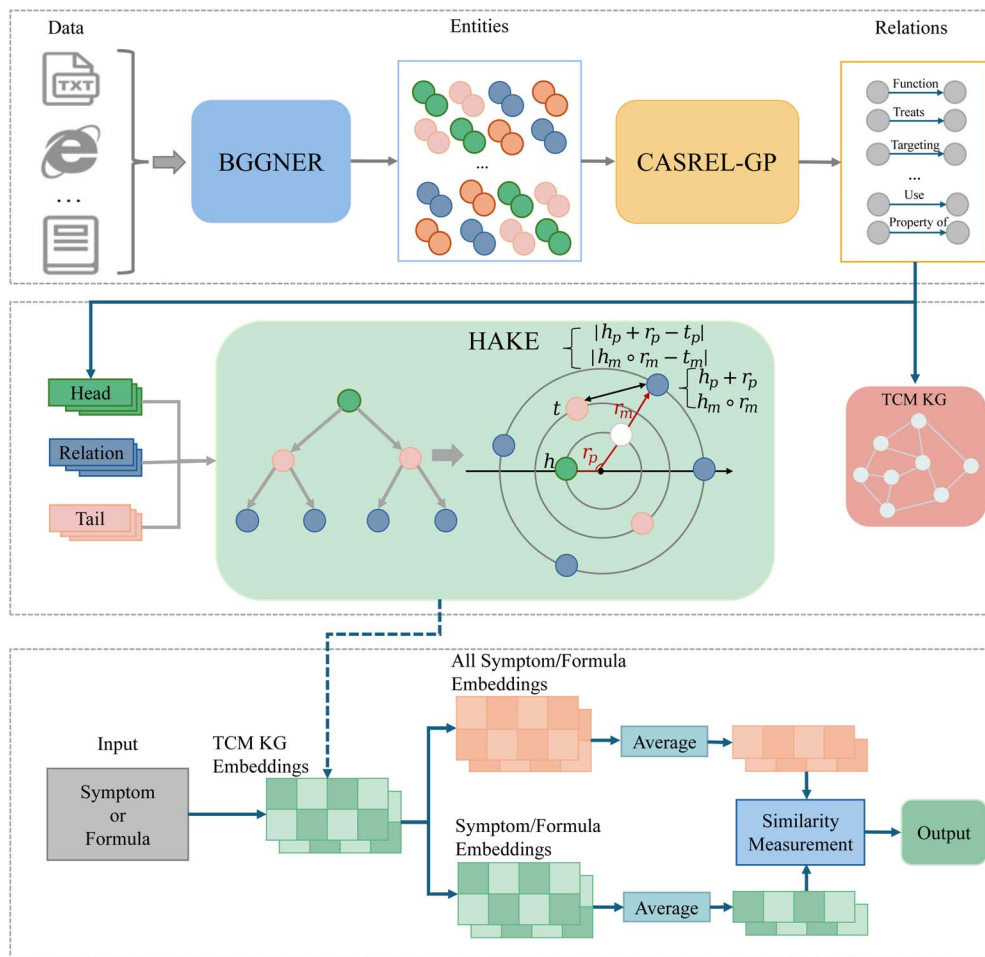 Data
Entities
Relations
TXT
...
BGGNER
...
CASREL-GP
Function
Treats
Targeting
...
Use
Property of
HAKE
|h_p + r_p − t_p|
|h_m ∘ r_m − t_m|
h_p + r_p
h_m ∘ r_m
t
r_m
h
r_p
Head
Relation
Tail
TCM KG
Input
Symptom
or
Formula
TCM KG
Embeddings
All Symptom/Formula
Embeddings
Average
Symptom/Formula
Embeddings
Average
Similarity
Measurement
Output